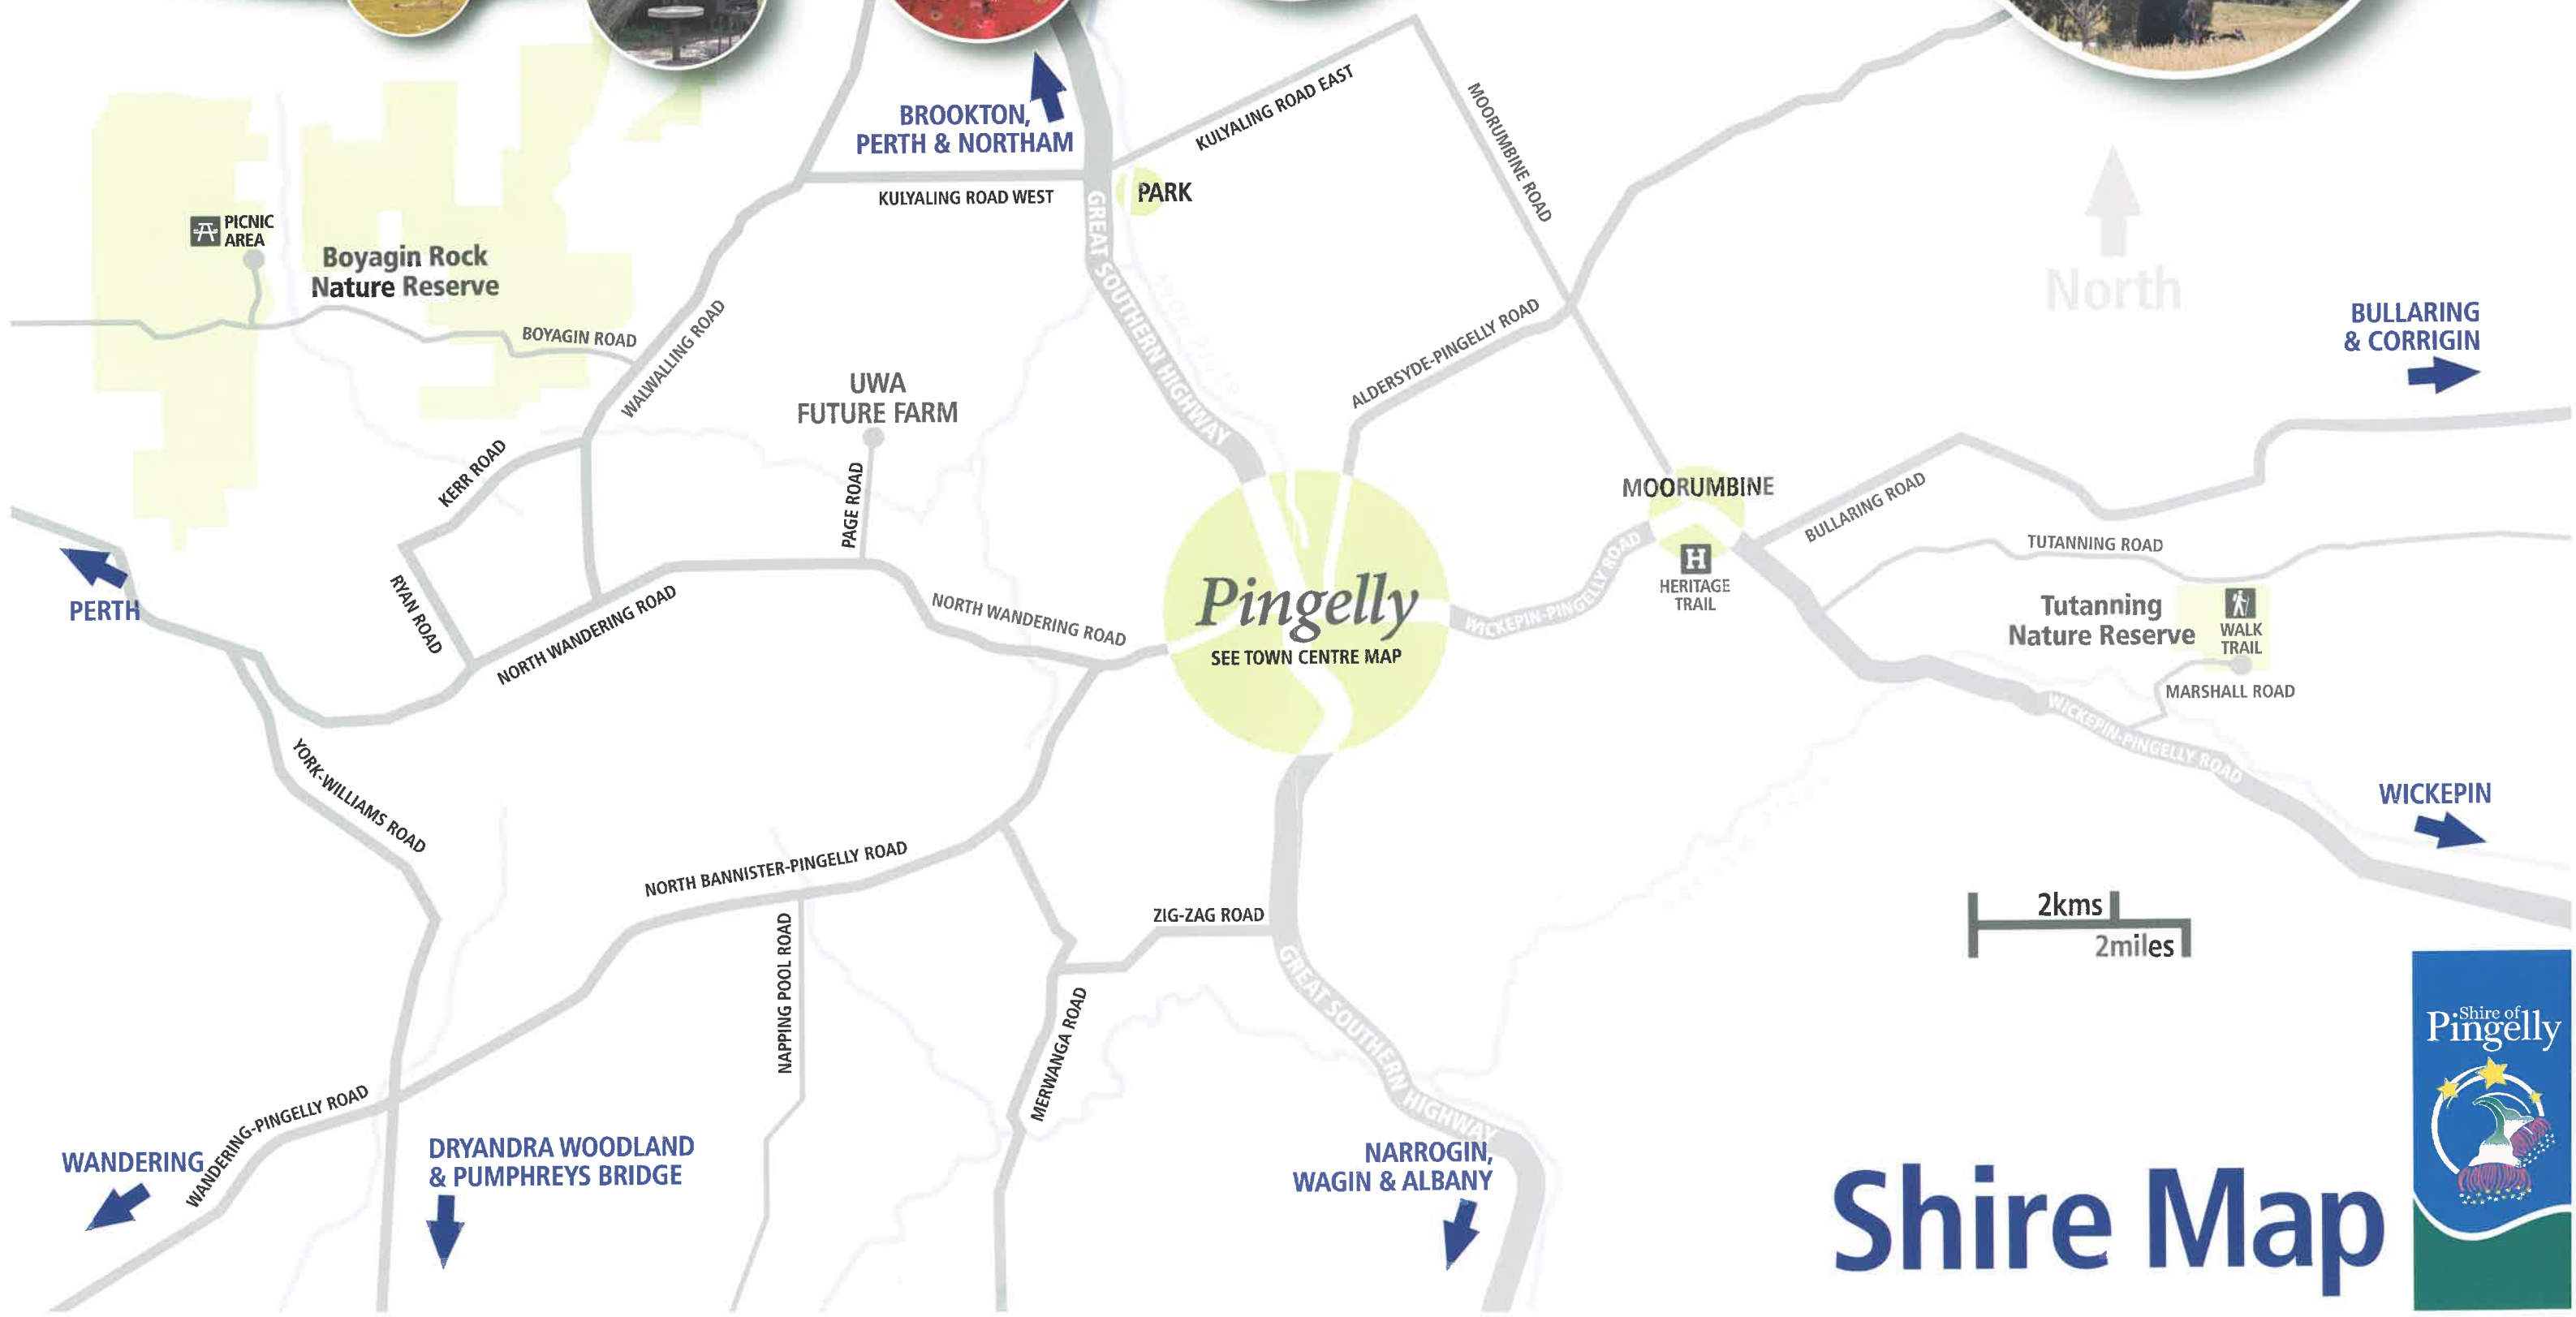 BROOKTON,
PERTH & NORTHAM
KULYALING ROAD EAST
MOORUMBINE ROAD
KULYALING ROAD WEST
PARK
GREAT SOUTHERN HIGHWAY
AVON RIVER
PICNIC
AREA
Boyagin Rock
Nature Reserve
BOYAGIN ROAD
WALWALLING ROAD
North
BULLARING
& CORRIGIN
ALDERSYDE-PINGELLY ROAD
UWA
FUTURE FARM
PAGE ROAD
KERR ROAD
RYAN ROAD
PERTH
NORTH WANDERING ROAD
NORTH WANDERING ROAD
Pingelly
SEE TOWN CENTRE MAP
WICKEPIN-PINGELLY ROAD
MOORUMBINE
H
HERITAGE
TRAIL
BULLARING ROAD
TUTANNING ROAD
Tutanning
Nature Reserve
WALK
TRAIL
MARSHALL ROAD
WICKEPIN-PINGELLY ROAD
WICKEPIN
YORK-WILLIAMS ROAD
NORTH BANNISTER-PINGELLY ROAD
NAPPING POOL ROAD
ZIG-ZAG ROAD
MERWANGA ROAD
GREAT SOUTHERN HIGHWAY
2kms
2miles
WANDERING-PINGELLY ROAD
WANDERING
DRYANDRA WOODLAND
& PUMPHREYS BRIDGE
NARROGIN,
WAGIN & ALBANY
Shire Map
Shire of
Pingelly